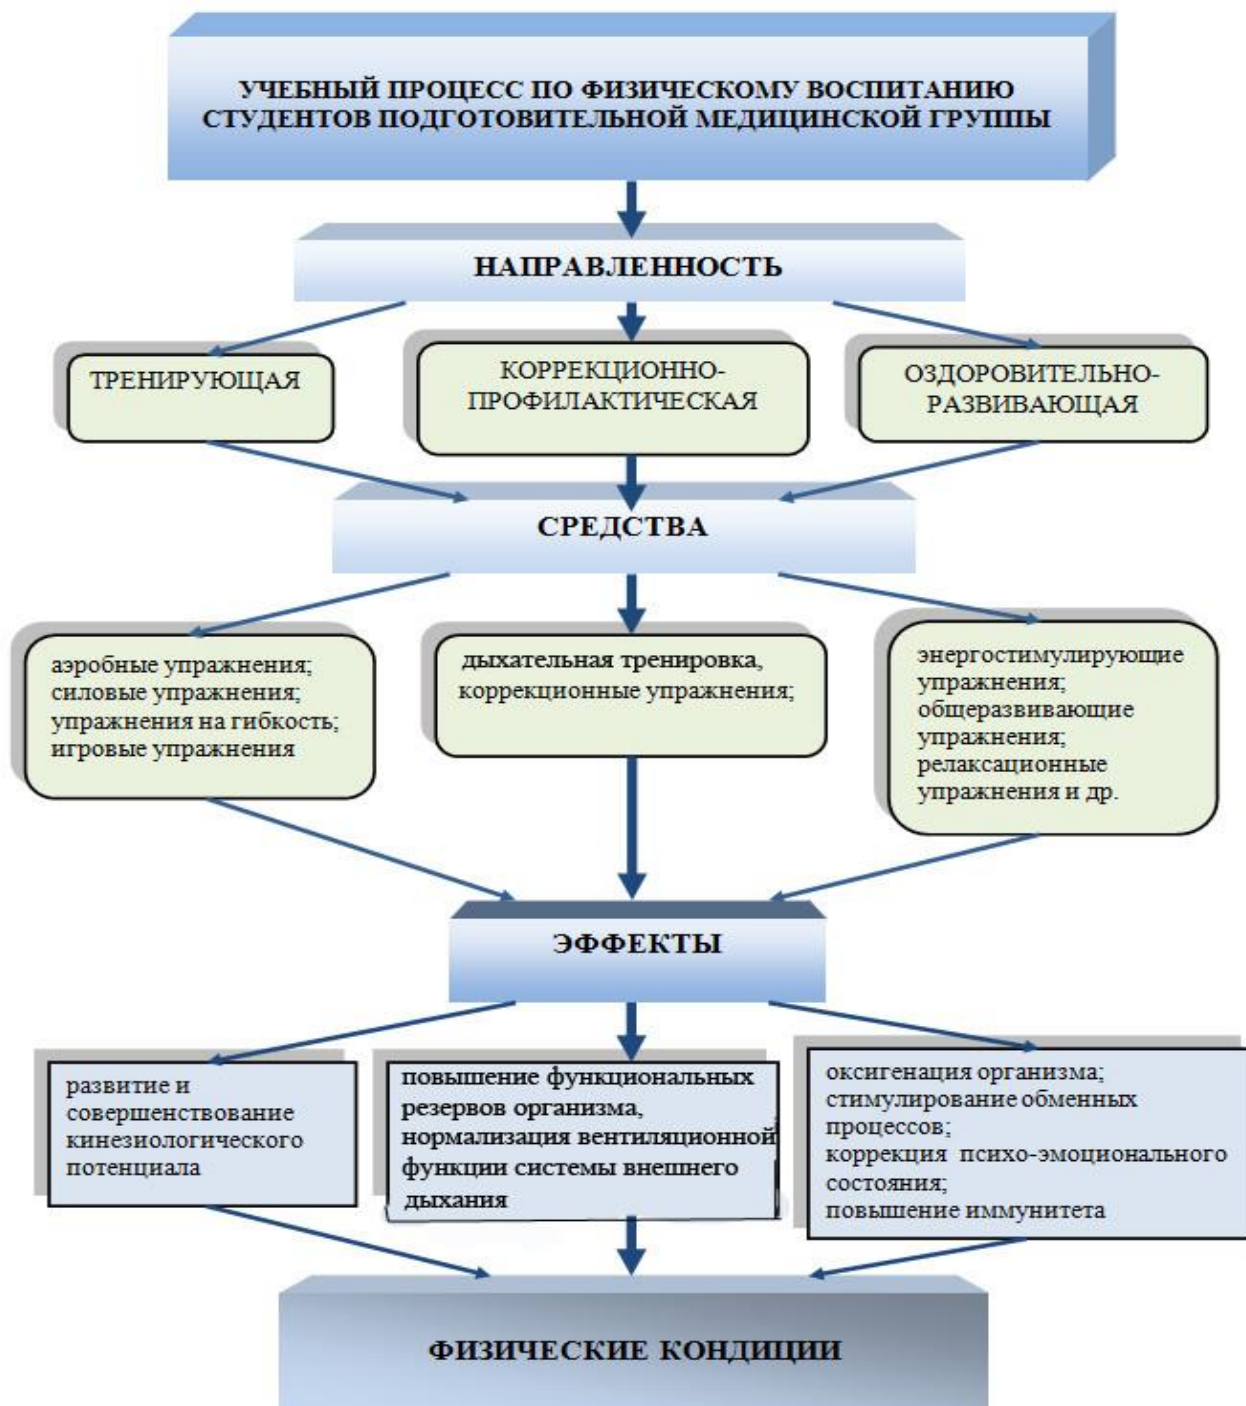 УЧЕБНЫЙ ПРОЦЕСС ПО ФИЗИЧЕСКОМУ ВОСПИТАНИЮ
СТУДЕНТОВ ПОДГОТОВИТЕЛЬНОЙ МЕДИЦИНСКОЙ ГРУППЫ
НАПРАВЛЕННОСТЬ
ТРЕНИРУЮЩАЯ
КОРРЕКЦИОННО-
ПРОФИЛАКТИЧЕСКАЯ
ОЗДОРОВИТЕЛЬНО-
РАЗВИВАЮЩАЯ
СРЕДСТВА
аэробные упражнения;
силовые упражнения;
упражнения на гибкость;
игровые упражнения
дыхательная тренировка,
коррекционные упражнения;
энергостимулирующие
упражнения;
общеразвивающие
упражнения;
релаксационные
упражнения и др.
ЭФФЕКТЫ
развитие и
совершенствование
кинезиологического
потенциала
повышение функциональных
резервов организма,
нормализация вентиляционной
функции системы внешнего
дыхания
оксигенация организма;
стимулирование обменных
процессов;
коррекция психо-эмоционального
состояния;
повышение иммунитета
ФИЗИЧЕСКИЕ КОНДИЦИИ